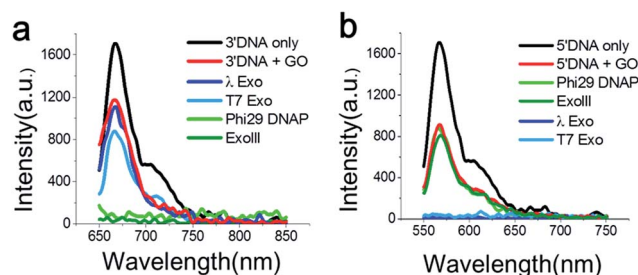 a
Intensity(a.u.)
1600
1200
800
400
0
650 700 750 800 850
Wavelength(nm)
3'DNA only
3'DNA + GO
λ Exo
T7 Exo
Phi29 DNAP
ExoIII
b
Intensity(a.u.)
1600
1200
800
400
0
550 600 650 700 750
Wavelength(nm)
5'DNA only
5'DNA + GO
Phi29 DNAP
ExoIII
λ Exo
T7 Exo